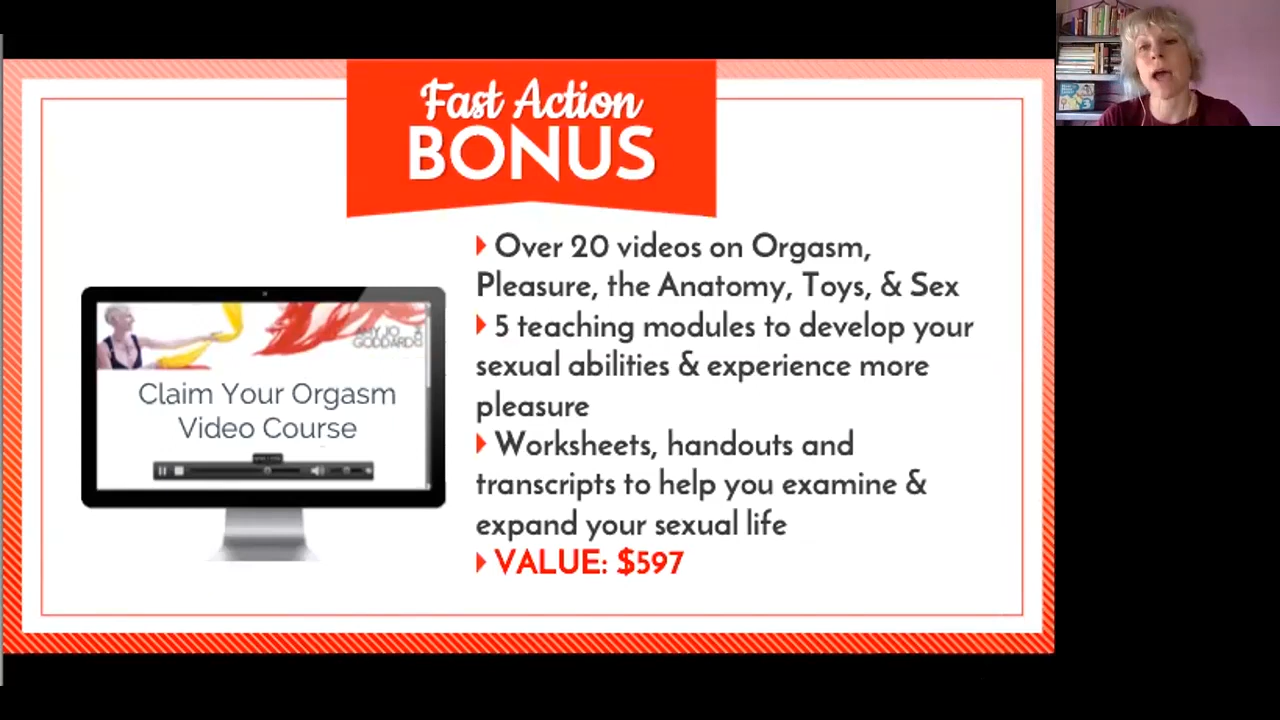 Fast Action
BONUS
Over 20 videos on Orgasm,
Pleasure, the Anatomy, Toys, & Sex
5 teaching modules to develop your
sexual abilities & experience more
pleasure
Worksheets, handouts and
transcripts to help you examine &
expand your sexual life
VALUE: $597
AMY JO
GODDARD
Claim Your Orgasm
Video Course